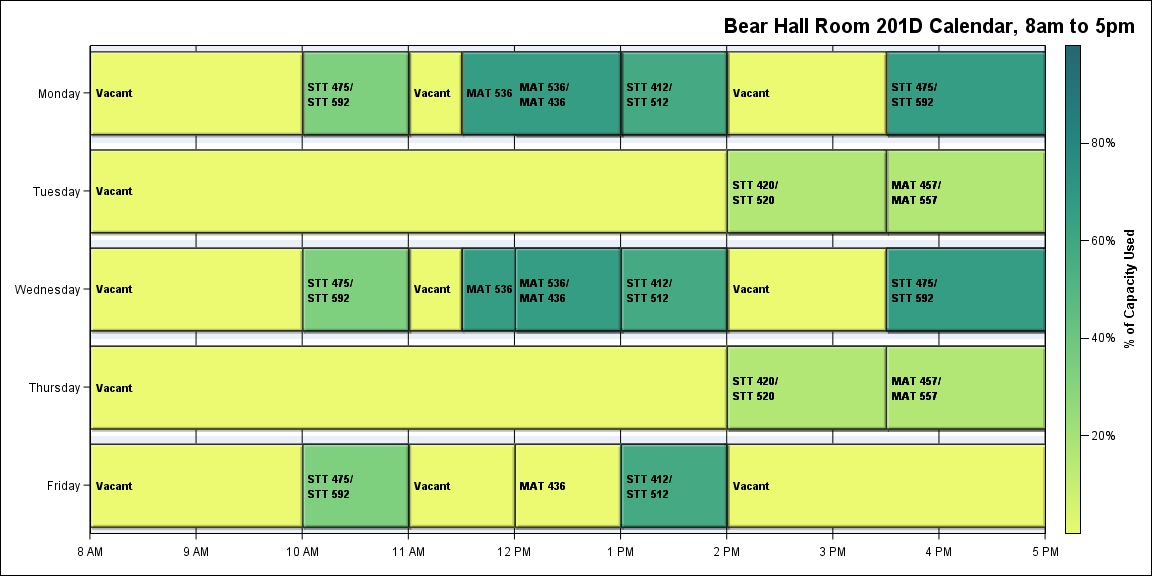 Bear Hall Room 201D Calendar, 8am to 5pm
Monday
Vacant
STT 475/
STT 592
Vacant
MAT 536
MAT 536/
MAT 436
STT 412/
STT 512
Vacant
STT 475/
STT 592
Tuesday
Vacant
STT 420/
STT 520
MAT 457/
MAT 557
Wednesday
Vacant
STT 475/
STT 592
Vacant
MAT 536
MAT 536/
MAT 436
STT 412/
STT 512
Vacant
STT 475/
STT 592
Thursday
Vacant
STT 420/
STT 520
MAT 457/
MAT 557
Friday
Vacant
STT 475/
STT 592
Vacant
MAT 436
STT 412/
STT 512
Vacant
8 AM
9 AM
10 AM
11 AM
12 PM
1 PM
2 PM
3 PM
4 PM
5 PM
80%
60%
40%
20%
% of Capacity Used